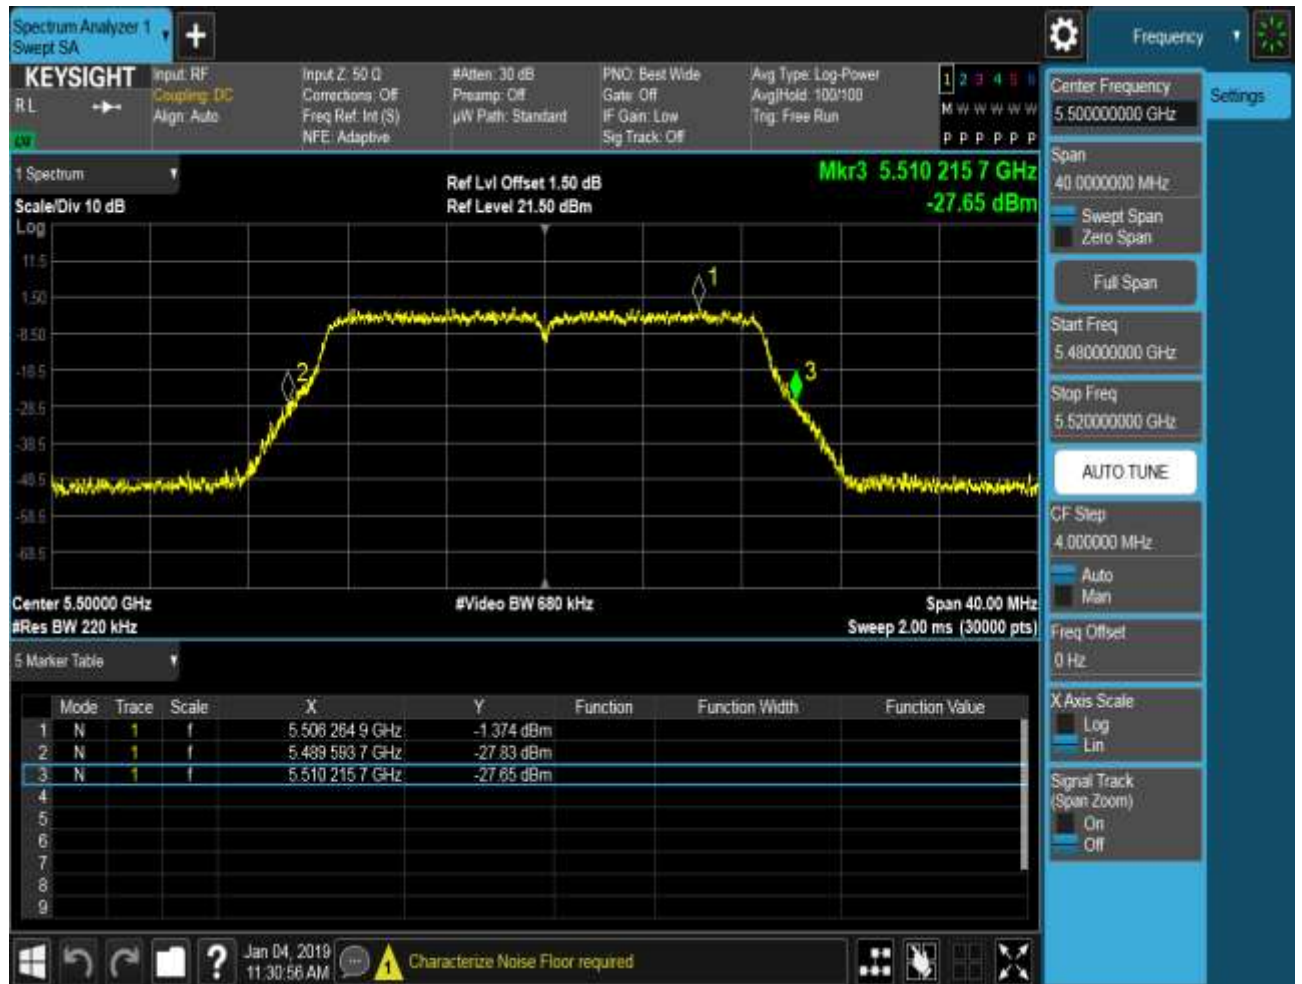 Spectrum Analyzer 1
Swept SA
+
Frequency
KEYSIGHT
R L
Input: RF
Coupling: DC
Align: Auto
Input Z: 50 Ω
Corrections: Off
Freq Ref: Int (S)
NFE: Adaptive
#Atten: 30 dB
Preamp: Off
µW Path: Standard
PNO: Best Wide
Gate: Off
IF Gain: Low
Sig Track: Off
Avg Type: Log-Power
Avg|Hold: 100/100
Trig: Free Run
1 2 3 4 5 6
M W W W W W
P P P P P P
1 Spectrum
Scale/Div 10 dB
Ref Lvl Offset 1.50 dB
Ref Level 21.50 dBm
Mkr3 5.510 215 7 GHz
-27.65 dBm
Log
11.5
1.50
-8.50
-18.5
-28.5
-38.5
-48.5
-58.5
-68.5
1
2
3
Center 5.50000 GHz
#Res BW 220 kHz
#Video BW 680 kHz
Span 40.00 MHz
Sweep 2.00 ms (30000 pts)
5 Marker Table
Mode Trace Scale X Y Function Function Width Function Value
1 N 1 f 5.506 264 9 GHz -1.374 dBm
2 N 1 f 5.489 593 7 GHz -27.83 dBm
3 N 1 f 5.510 215 7 GHz -27.65 dBm
4
5
6
7
8
9
Center Frequency
5.500000000 GHz
Settings
Span
40.0000000 MHz
Swept Span
Zero Span
Full Span
Start Freq
5.480000000 GHz
Stop Freq
5.520000000 GHz
AUTO TUNE
CF Step
4.000000 MHz
Auto
Man
Freq Offset
0 Hz
X Axis Scale
Log
Lin
Signal Track
(Span Zoom)
On
Off
?
Jan 04, 2019
11:30:56 AM
1
Characterize Noise Floor required